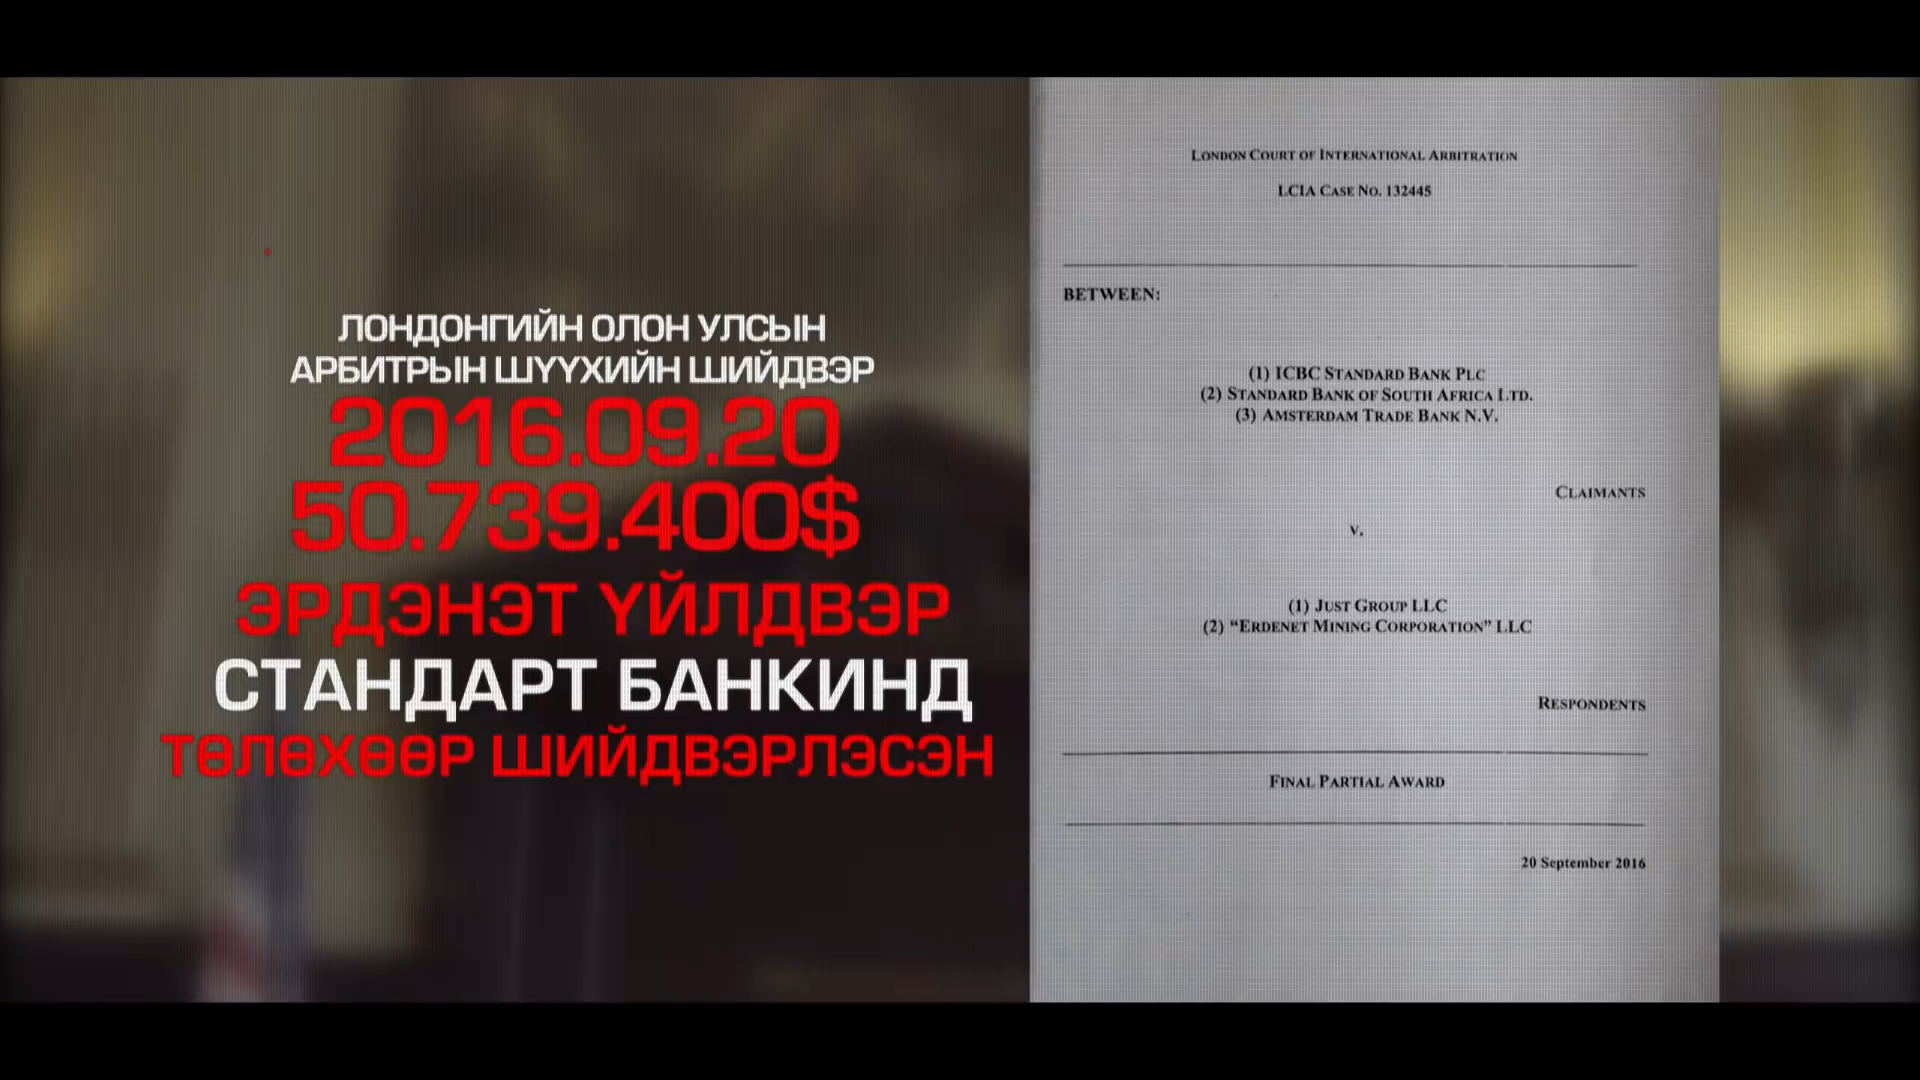 ЛОНДОНГИЙН ОЛОН УЛСЫН
АРБИТРЫН ШҮҮХИЙН ШИЙДВЭР
2016.09.20
50.739.400$
ЭРДЭНЭТ ҮЙЛДВЭР
СТАНДАРТ БАНКИНД
ТӨЛӨХӨӨР ШИЙДВЭРЛЭСЭН
LONDON COURT OF INTERNATIONAL ARBITRATION
LCIA CASE NO. 132445
BETWEEN:
(1) ICBC STANDARD BANK PLC
(2) STANDARD BANK OF SOUTH AFRICA LTD.
(3) AMSTERDAM TRADE BANK N.V.
CLAIMANTS
V.
(1) JUST GROUP LLC
(2) “ERDENET MINING CORPORATION” LLC
RESPONDENTS
FINAL PARTIAL AWARD
20 September 2016